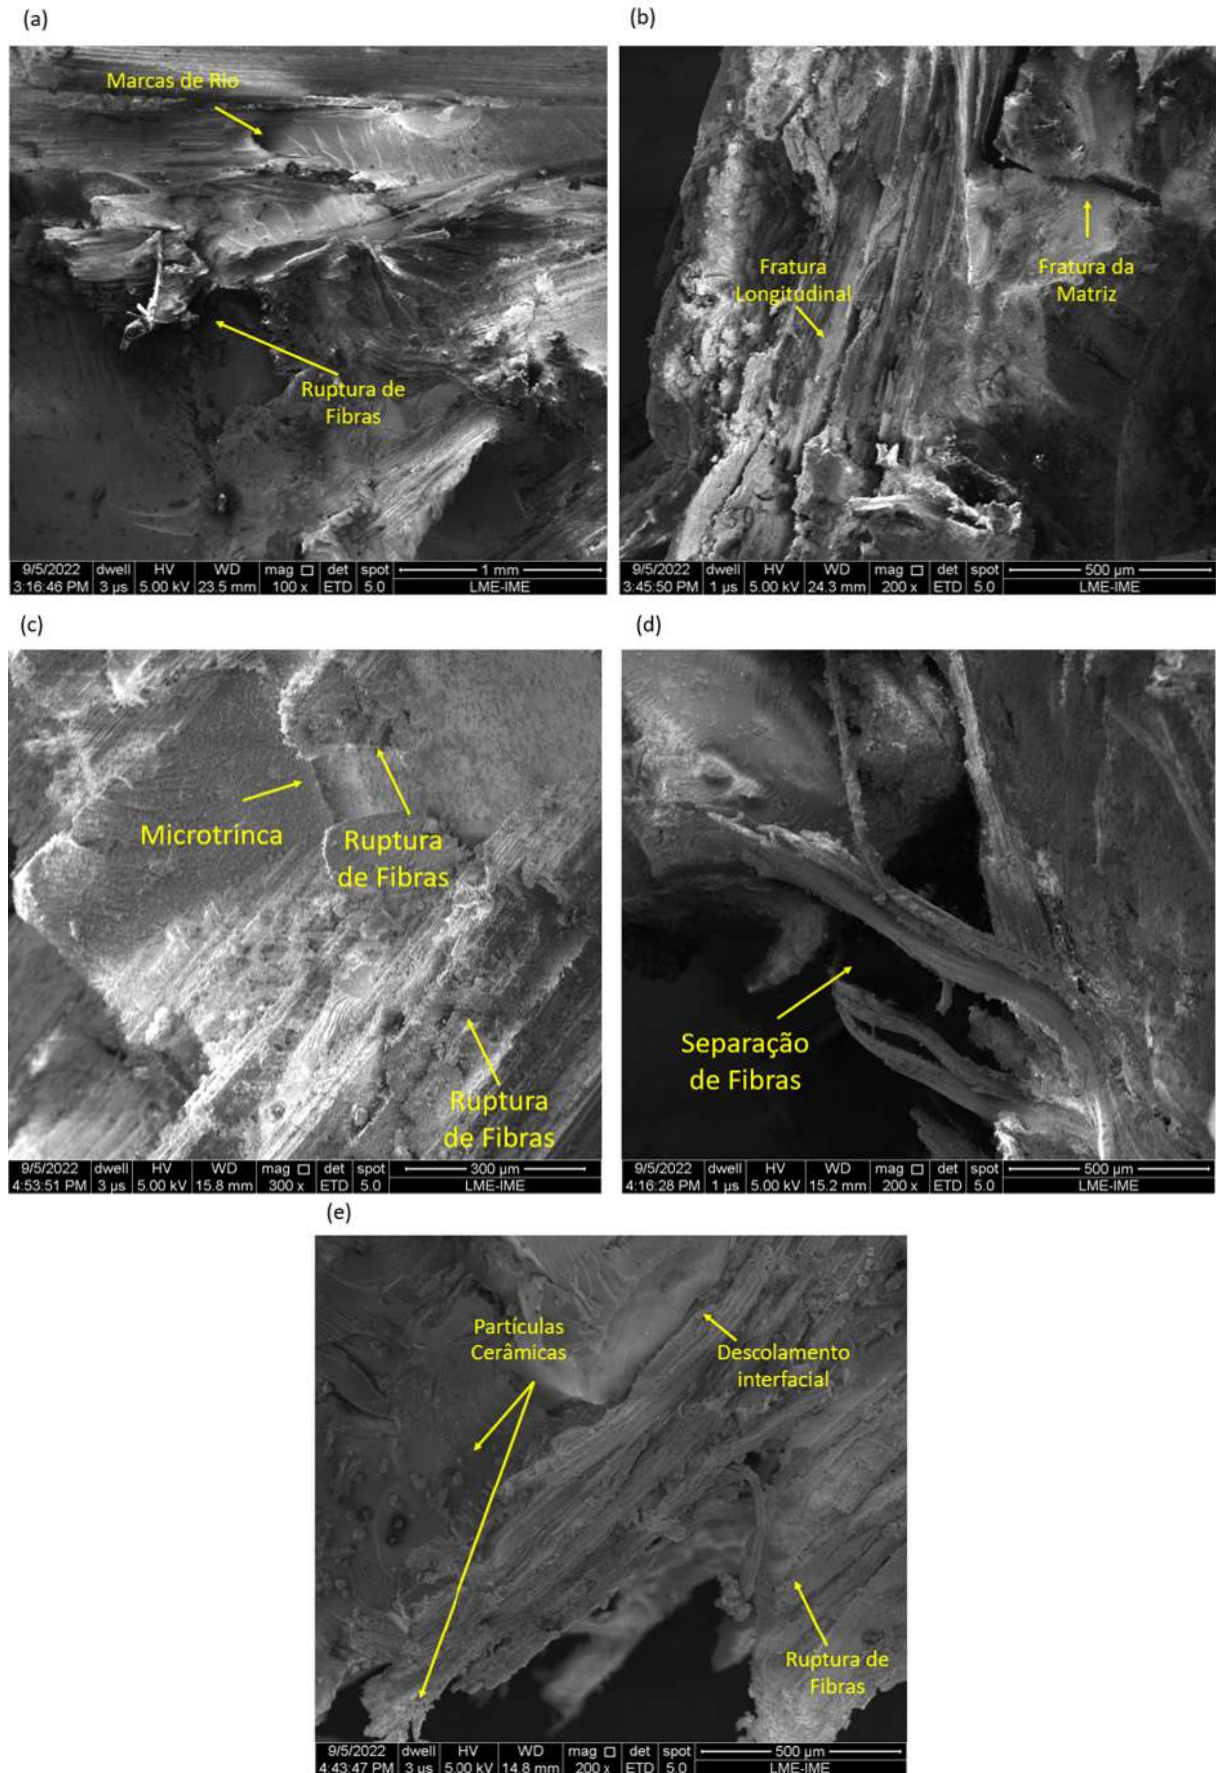 (a)
Marcas de Rio
Ruptura de
Fibras
9/5/2022 dwell HV WD mag det spot 1 mm
3:16:46 PM 3 µs 5.00 kV 23.5 mm 100 x ETD 5.0 LME-IME
(b)
Fratura
Longitudinal
Fratura da
Matriz
9/5/2022 dwell HV WD mag det spot 500 µm
3:45:50 PM 1 µs 5.00 kV 24.3 mm 200 x ETD 5.0 LME-IME
(c)
Microtrínca
Ruptura
de Fibras
Ruptura
de Fibras
9/5/2022 dwell HV WD mag det spot 300 µm
4:53:51 PM 3 µs 5.00 kV 15.8 mm 300 x ETD 5.0 LME-IME
(d)
Separação
de Fibras
9/5/2022 dwell HV WD mag det spot 500 µm
4:16:28 PM 1 µs 5.00 kV 15.2 mm 200 x ETD 5.0 LME-IME
(e)
Partículas
Cerâmicas
Descolamento
interfacial
Ruptura de
Fibras
9/5/2022 dwell HV WD mag det spot 500 µm
4:43:47 PM 3 µs 5.00 kV 14.8 mm 200 x ETD 5.0 LME-IME